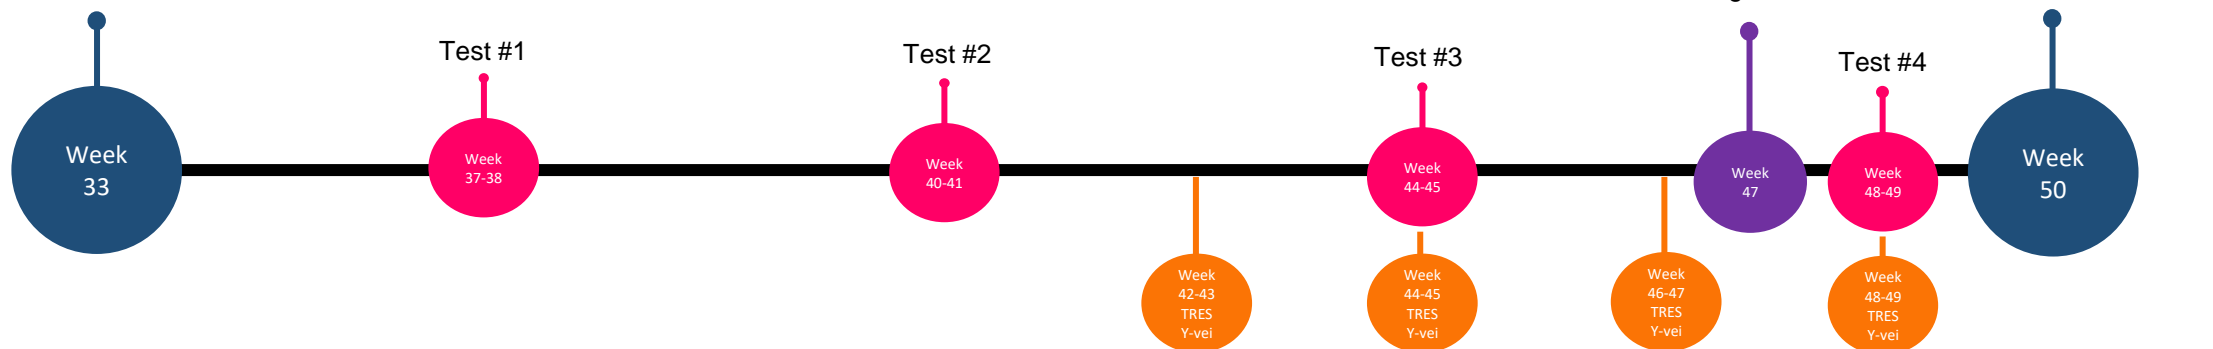 Test #1
Test #2
Test #3
Test #4
Week
33
Week
37-38
Week
40-41
Week
44-45
Week
47
Week
48-49
Week
50
Week
42-43
TRES
Y-vei
Week
44-45
TRES
Y-vei
Week
46-47
TRES
Y-vei
Week
48-49
TRES
Y-vei